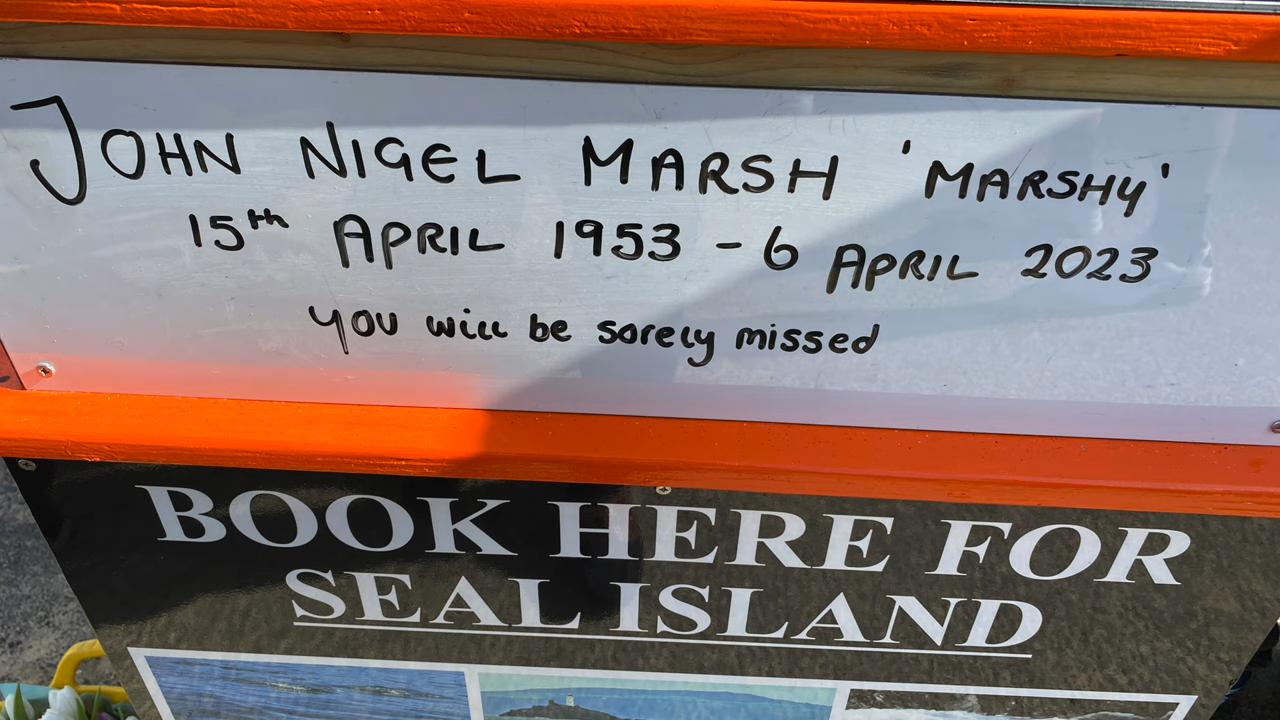 JOHN NIGEL MARSH 'MARSHY'
15th APRIL 1953 - 6 APRIL 2023
you will be sorely missed
BOOK HERE FOR
SEAL ISLAND